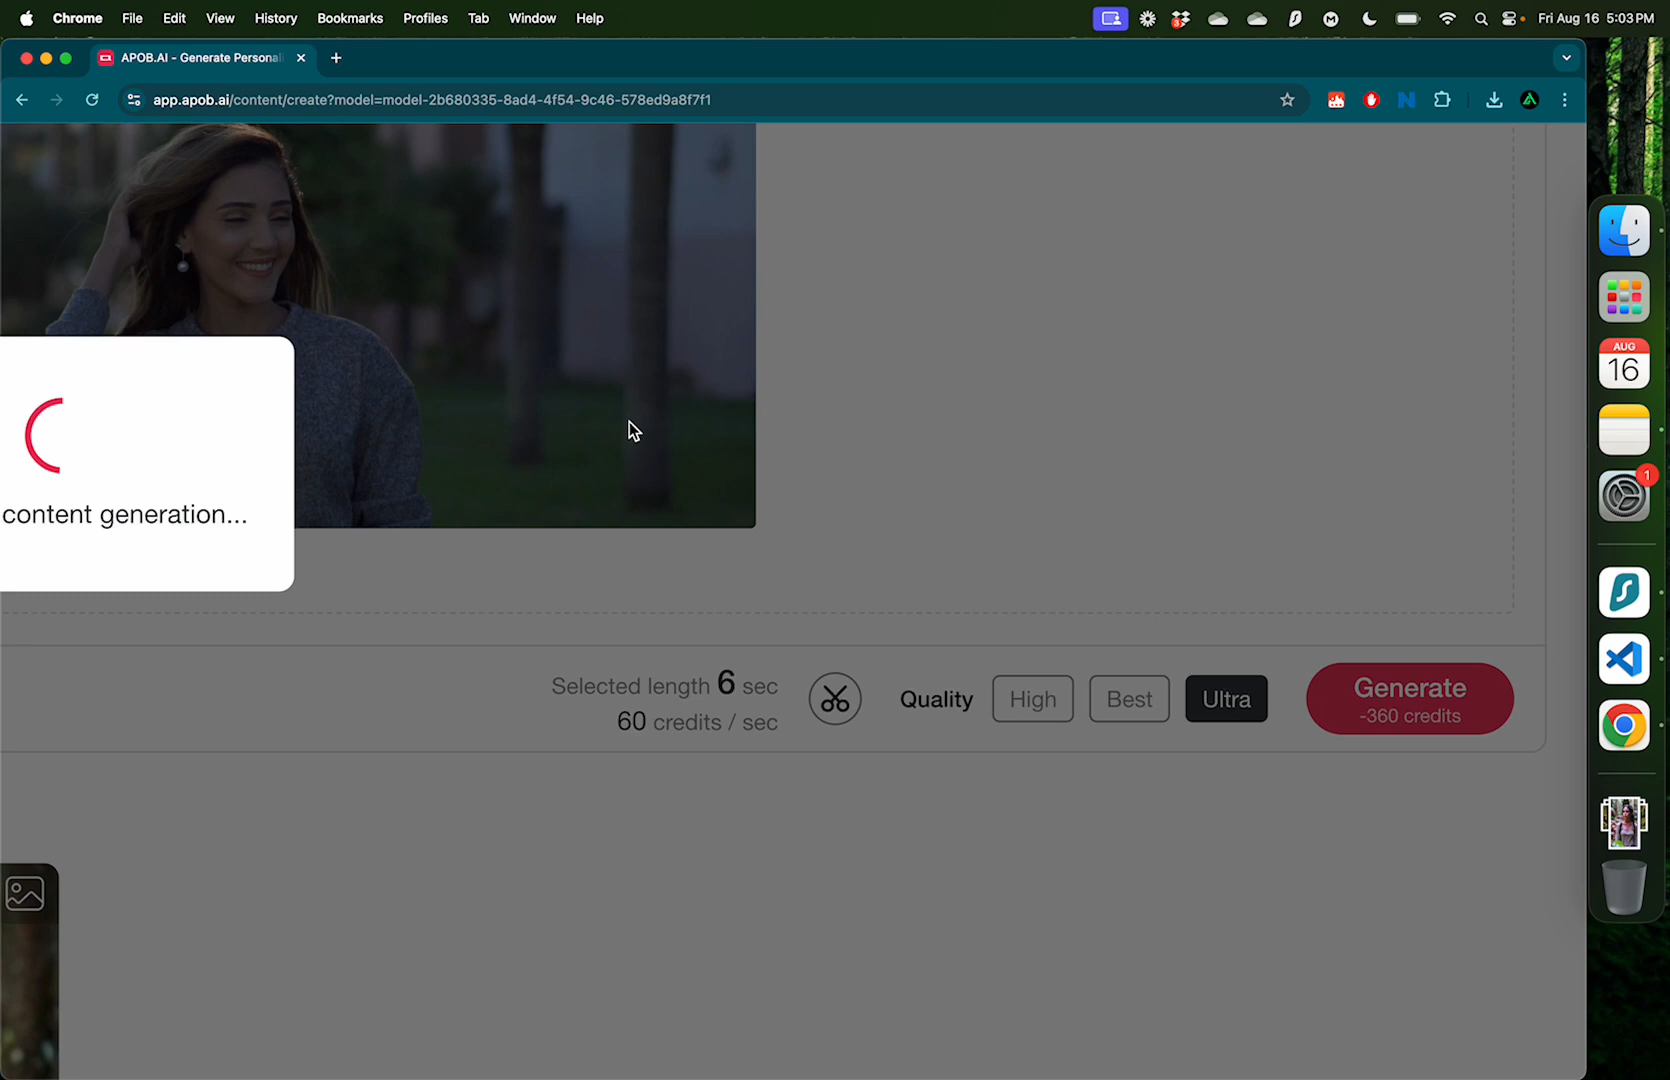 Chrome File Edit View History Bookmarks Profiles Tab Window Help
3
Fri Aug 16 5:03 PM
APOB.AI - Generate Personal
app.apob.ai/content/create?model=model-2b680335-8ad4-4f54-9c46-578ed9a8f7f1
AUG
16
1
content generation...
Selected length 6 sec
60 credits / sec
Quality High Best Ultra
Generate
-360 credits